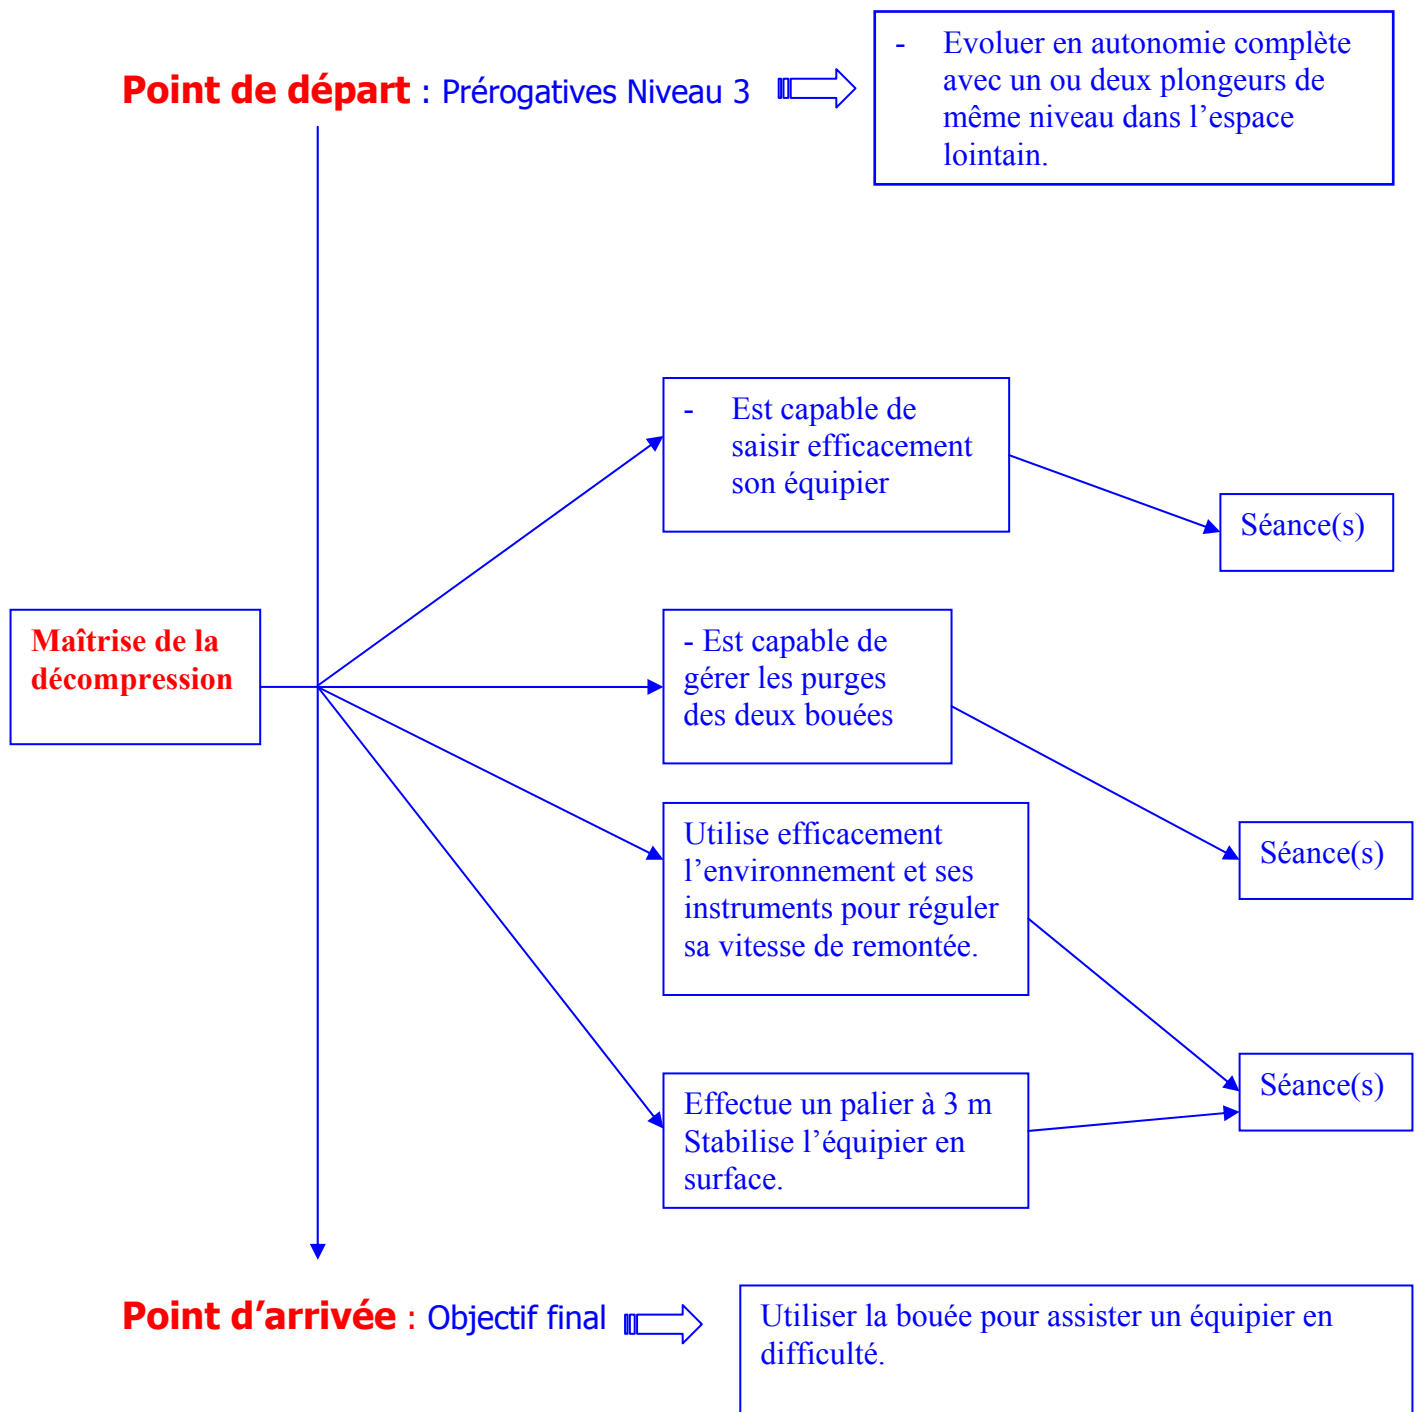 Point de départ : Prérogatives Niveau 3
- Evoluer en autonomie complète
avec un ou deux plongeurs de
même niveau dans l’espace
lointain.
- Est capable de
saisir efficacement
son équipier
Séance(s)
Maîtrise de la
décompression
- Est capable de
gérer les purges
des deux bouées
Séance(s)
Utilise efficacement
l’environnement et ses
instruments pour réguler
sa vitesse de remontée.
Séance(s)
Effectue un palier à 3 m
Stabilise l’équipier en
surface.
Point d’arrivée : Objectif final
Utiliser la bouée pour assister un équipier en
difficulté.